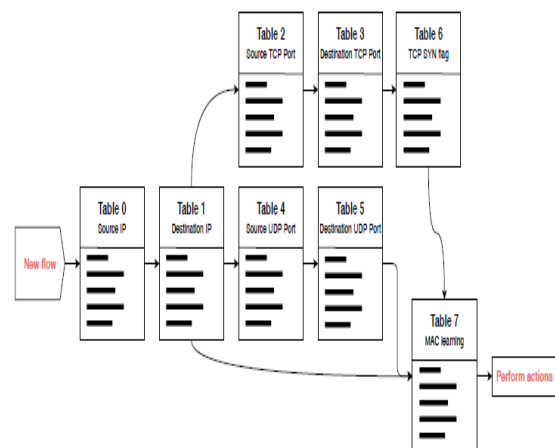 Table 2
Source TCP Port
Table 3
Destination TCP Port
Table 6
TCP SYN flag
New flow
Table 0
Source IP
Table 1
Destination IP
Table 4
Source UDP Port
Table 5
Destination UDP Port
Table 7
MAC learning
Perform actions